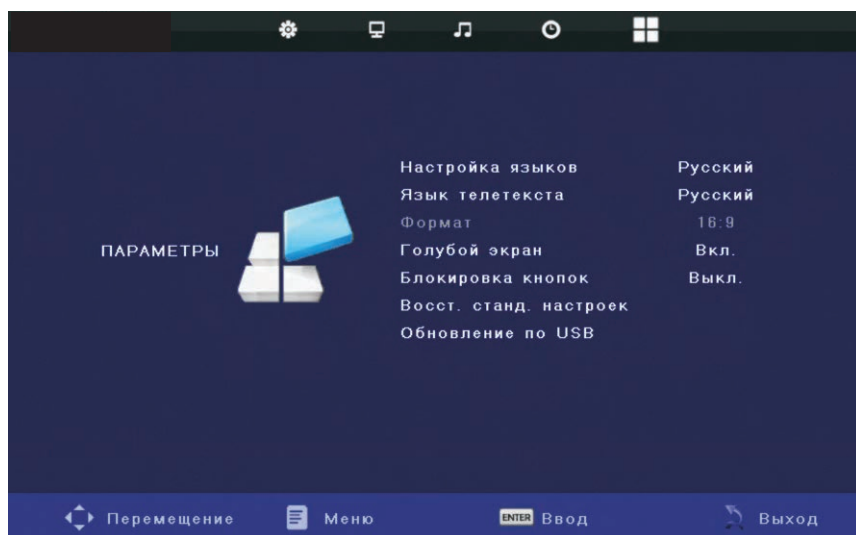 Настройка языков Русский
Язык телетекста Русский
Формат 16:9
ПАРАМЕТРЫ
Голубой экран Вкл.
Блокировка кнопок Выкл.
Восст. станд. настроек
Обновление по USB
Перемещение Меню ENTER Ввод Выход